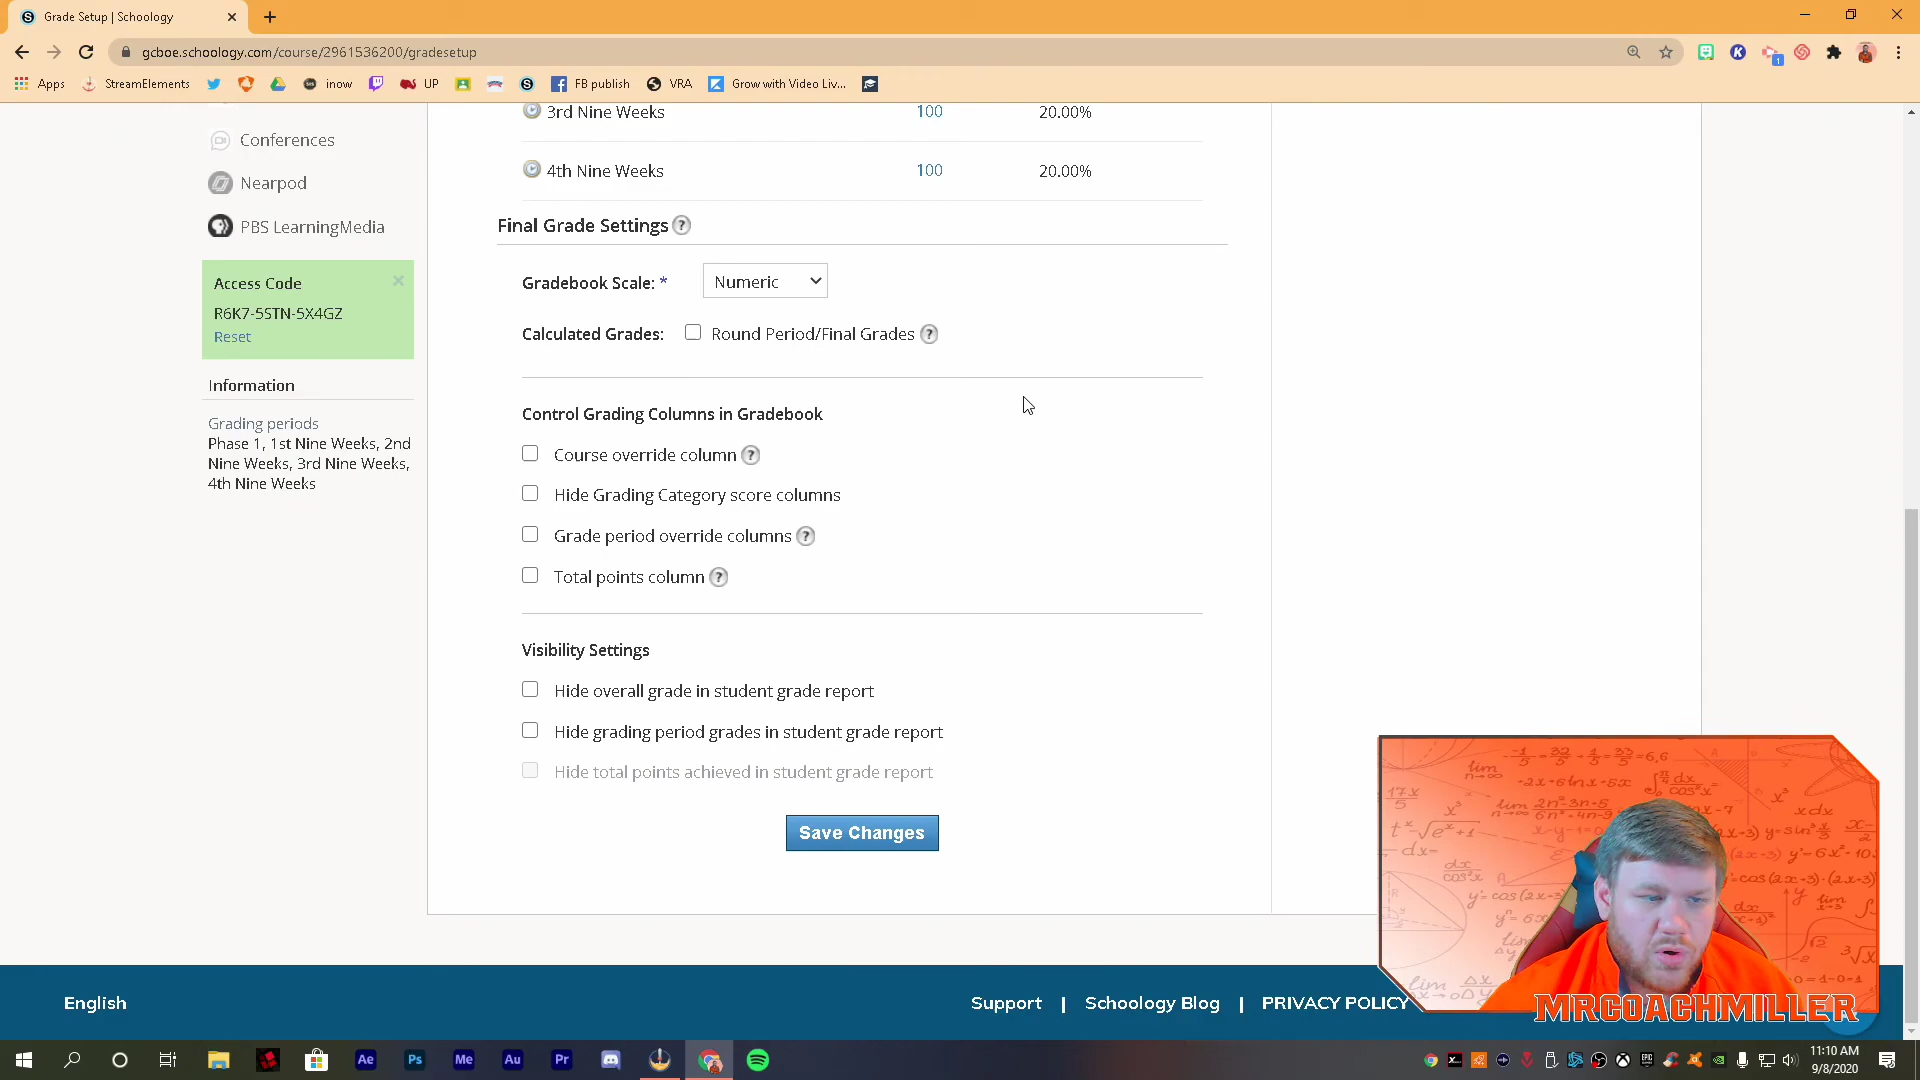 Grade Setup | Schoology
gcboe.schoology.com/course/2961536200/gradesetup
Apps StreamElements inow UP FB publish VRA Grow with Video Liv...
3rd Nine Weeks 100 20.00%
Conferences
4th Nine Weeks 100 20.00%
Nearpod
PBS LearningMedia
Final Grade Settings ?
Access Code
R6K7-5STN-5X4GZ
Reset
Gradebook Scale: * Numeric
Calculated Grades: Round Period/Final Grades ?
Information
Grading periods
Phase 1, 1st Nine Weeks, 2nd
Nine Weeks, 3rd Nine Weeks,
4th Nine Weeks
Control Grading Columns in Gradebook
Course override column ?
Hide Grading Category score columns
Grade period override columns ?
Total points column ?
Visibility Settings
Hide overall grade in student grade report
Hide grading period grades in student grade report
Hide total points achieved in student grade report
Save Changes
MRCOACHMILLER
English
Support | Schoology Blog | PRIVACY POLICY
Ae Ps Me Au Pr
11:10 AM
9/8/2020